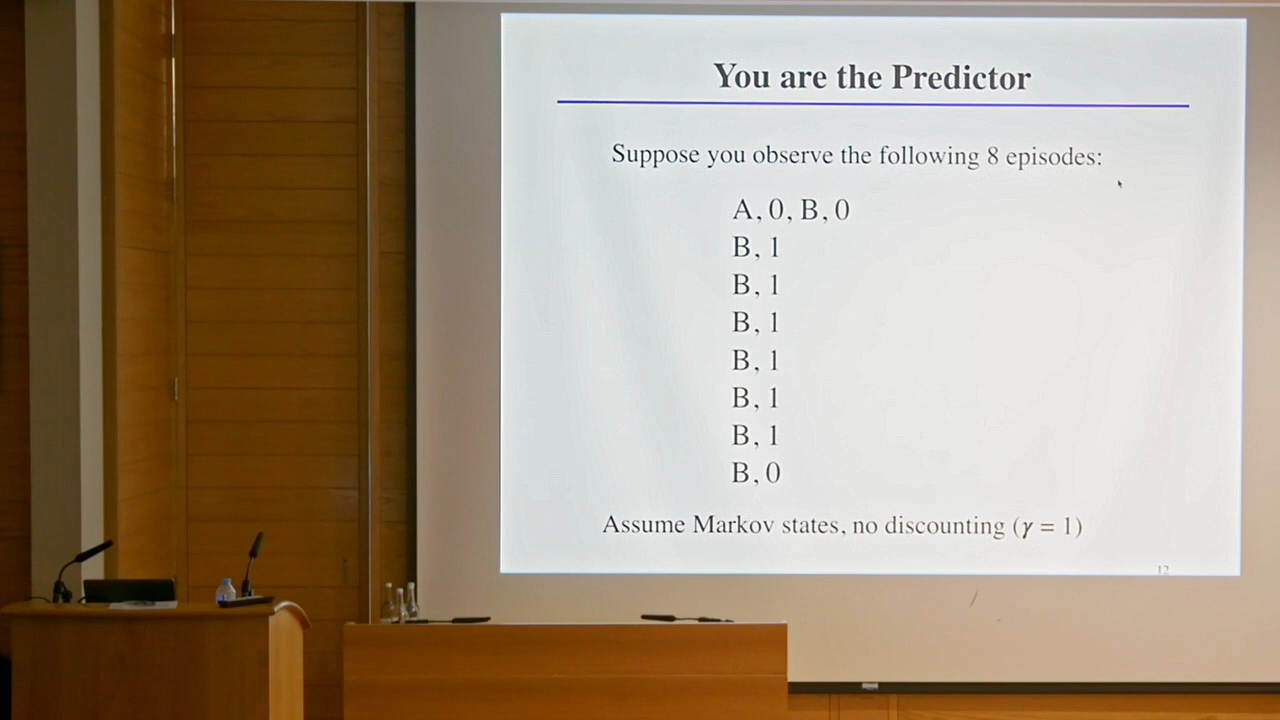 You are the Predictor
Suppose you observe the following 8 episodes:
A, 0, B, 0
B, 1
B, 1
B, 1
B, 1
B, 1
B, 1
B, 0
Assume Markov states, no discounting (γ = 1)
12